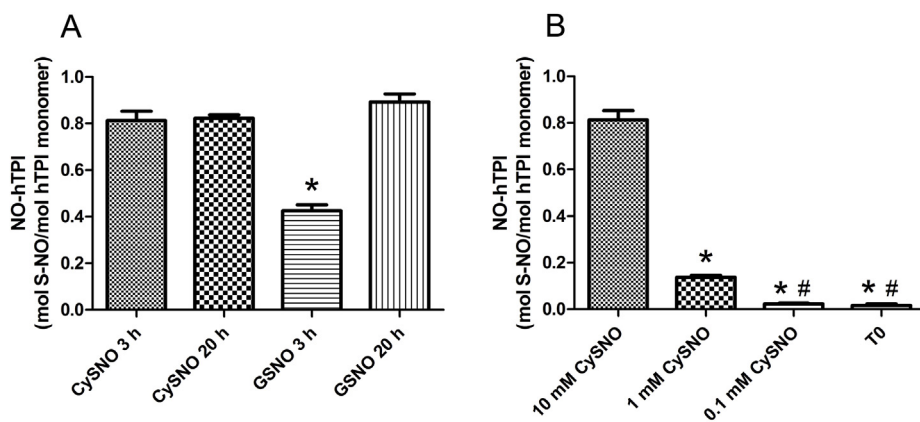 A
NO-hTPI
(mol S-NO/mol hTPI monomer)
1.0
0.8
0.6
0.4
0.2
0.0
*
CySNO 3 h
CySNO 20 h
GSNO 3 h
GSNO 20 h
B
NO-hTPI
(mol S-NO/mol hTPI monomer)
1.0
0.8
0.6
0.4
0.2
0.0
*
* #
* #
10 mM CySNO
1 mM CySNO
0.1 mM CySNO
T0